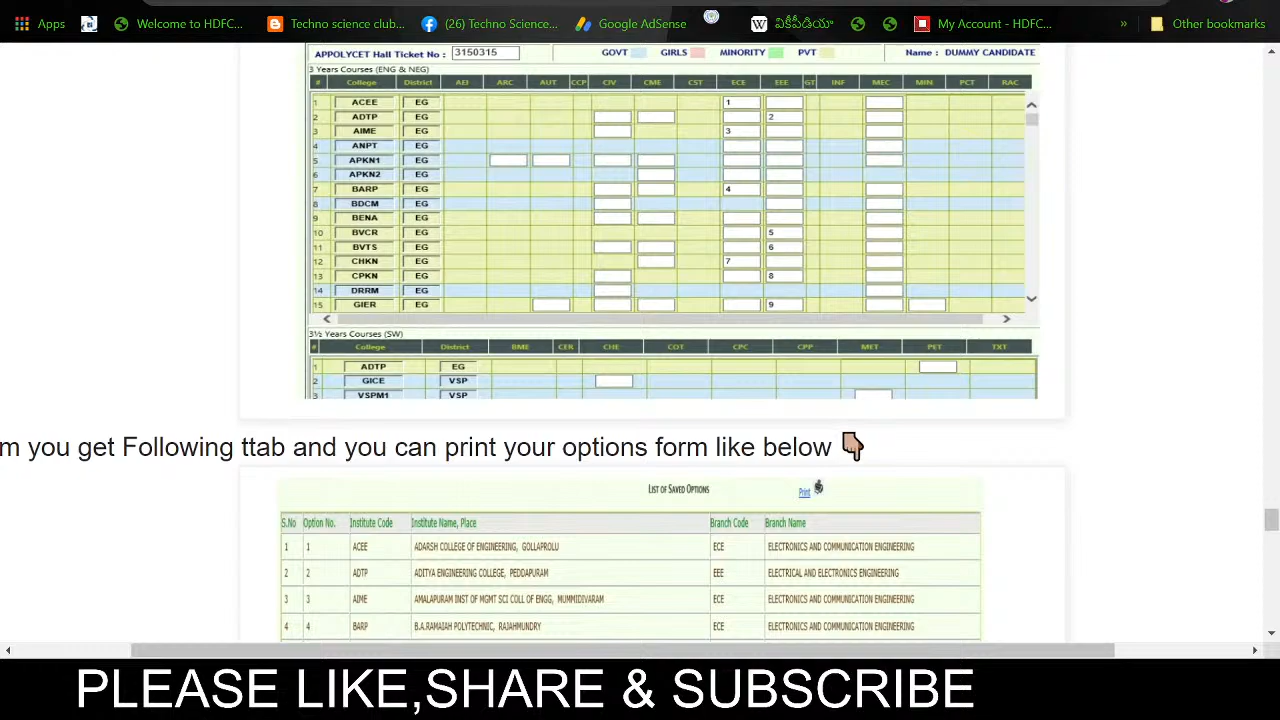 Apps Welcome to HDFC... Techno science club... (26) Techno Science... Google AdSense వికీపీడియా My Account - HDFC... » Other bookmarks
APPOLYCET Hall Ticket No : 3150315 GOVT GIRLS MINORITY PVT Name : DUMMY CANDIDATE
3 Years Courses (ENG & NEG)
# College District AEI ARC AUT CCP CIV CME CST ECE EEE GT INF MEC MIN PCT RAC
1 ACEE EG 1
2 ADTP EG 2
3 AIME EG 3
4 ANPT EG
5 APKN1 EG
6 APKN2 EG
7 BARP EG 4
8 BDCM EG
9 BENA EG
10 BVCR EG 5
11 BVTS EG 6
12 CHKN EG 7
13 CPKN EG 8
14 DRRM EG
15 GIER EG 9
3½ Years Courses (SW)
# College District BME CER CHE COT CPC CPP MET PET TXT
1 ADTP EG
2 GICE VSP
3 VSPM1 VSP
m you get Following ttab and you can print your options form like below
List of Saved Options Print
S.No Option No. Institute Code Institute Name, Place Branch Code Branch Name
1 1 ACEE ADARSH COLLEGE OF ENGINEERING, GOLLAPROLU ECE ELECTRONICS AND COMMUNICATION ENGINEERING
2 2 ADTP ADITYA ENGINEERING COLLEGE, PEDDAPURAM EEE ELECTRICAL AND ELECTRONICS ENGINEERING
3 3 AIME AMALAPURAM INST OF MGMT SCI COLL OF ENGG, MUMMIDIVARAM ECE ELECTRONICS AND COMMUNICATION ENGINEERING
4 4 BARP B.A.RAMAIAH POLYTECHNIC, RAJAHMUNDRY ECE ELECTRONICS AND COMMUNICATION ENGINEERING
PLEASE LIKE,SHARE & SUBSCRIBE